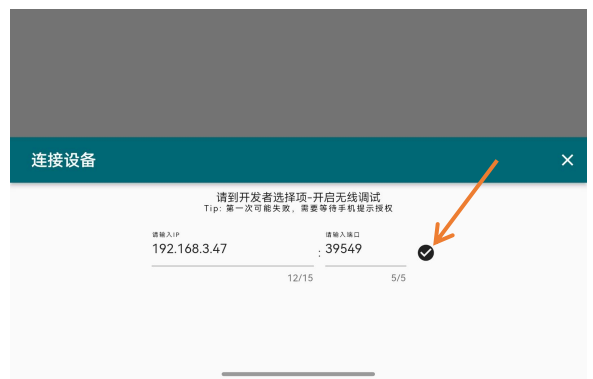 连接设备
请到开发者选择项-开启无线调试
Tip: 第一次可能失败，需要等待手机提示授权
请输入IP 请输入端口
192.168.3.47 : 39549
12/15 5/5